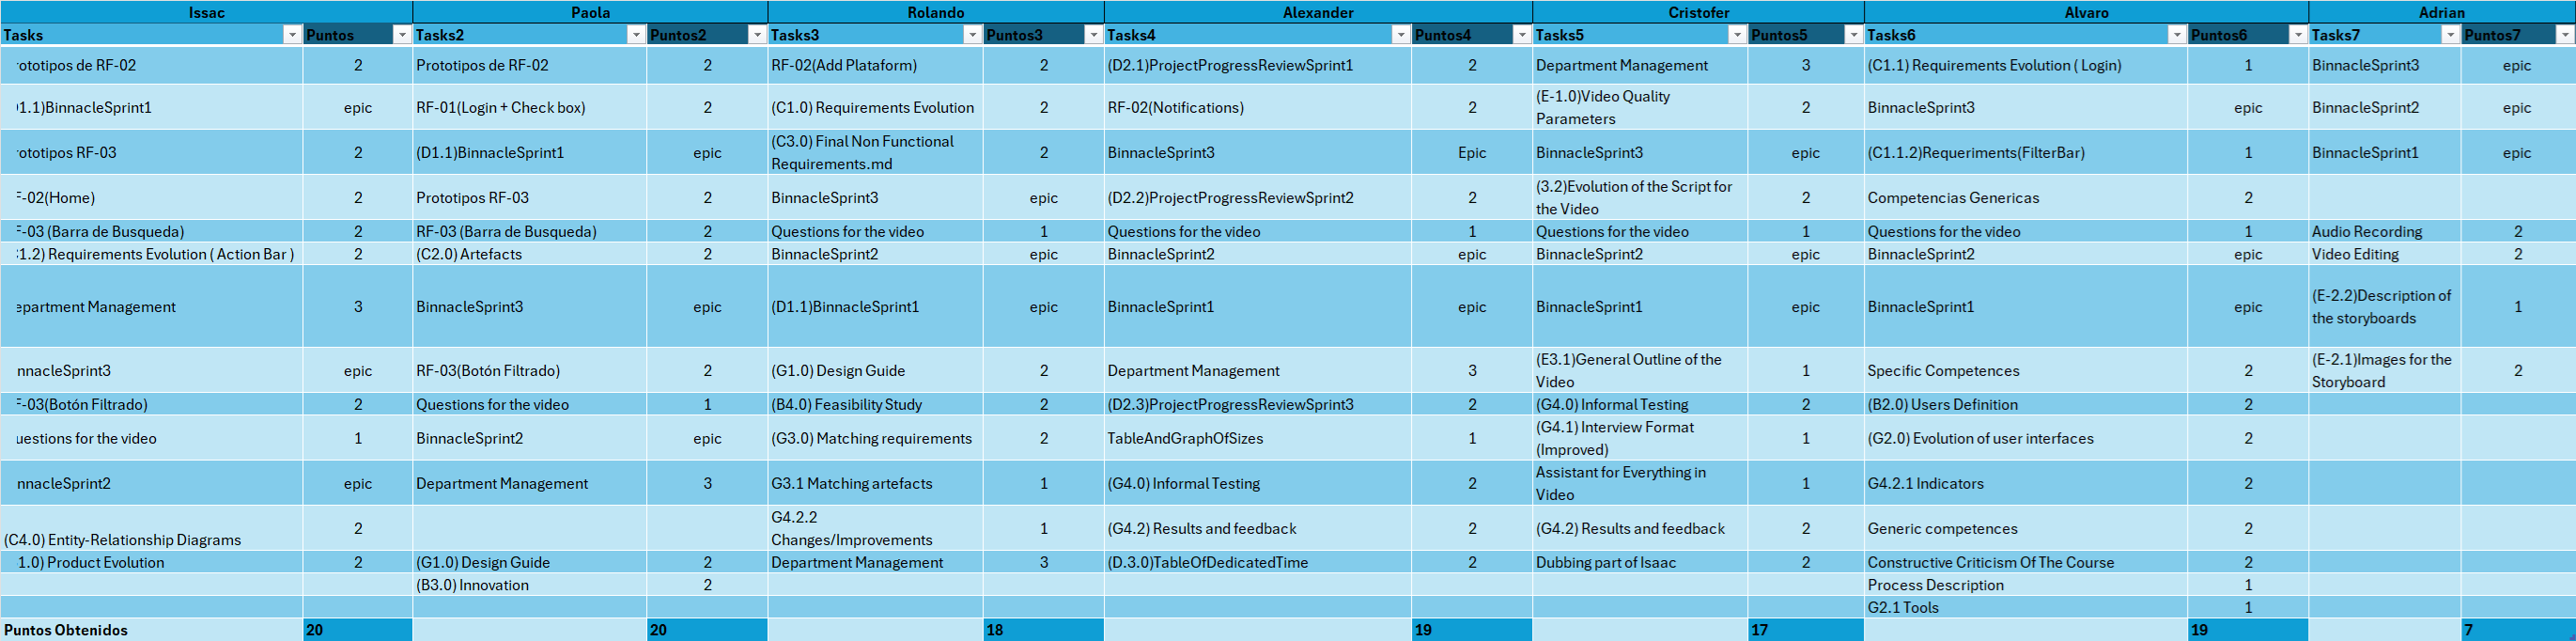 Issac Paola Rolando Alexander Cristofer Alvaro Adrian
Tasks Puntos Tasks2 Puntos2 Tasks3 Puntos3 Tasks4 Puntos4 Tasks5 Puntos5 Tasks6 Puntos6 Tasks7 Puntos7
ototipos de RF-02 2 Prototipos de RF-02 2 RF-02(Add Plataform) 2 (D2.1)ProjectProgressReviewSprint1 2 Department Management 3 (C1.1) Requirements Evolution ( Login) 1 BinnacleSprint3 epic
1.1)BinnacleSprint1 epic RF-01(Login + Check box) 2 (C1.0) Requirements Evolution 2 RF-02(Notifications) 2 (E-1.0)Video Quality
Parameters 2 BinnacleSprint3 epic BinnacleSprint2 epic
ototipos RF-03 2 (D1.1)BinnacleSprint1 epic (C3.0) Final Non Functional
Requirements.md 2 BinnacleSprint3 Epic BinnacleSprint3 epic (C1.1.2)Requeriments(FilterBar) 1 BinnacleSprint1 epic
F-02(Home) 2 Prototipos RF-03 2 BinnacleSprint3 epic (D2.2)ProjectProgressReviewSprint2 2 (3.2)Evolution of the Script for
the Video 2 Competencias Genericas 2
F-03 (Barra de Busqueda) 2 RF-03 (Barra de Busqueda) 2 Questions for the video 1 Questions for the video 1 Questions for the video 1 Questions for the video 1 Audio Recording 2
1.2) Requirements Evolution ( Action Bar ) 2 (C2.0) Artefacts 2 BinnacleSprint2 epic BinnacleSprint2 epic BinnacleSprint2 epic BinnacleSprint2 epic Video Editing 2
epartment Management 3 BinnacleSprint3 epic (D1.1)BinnacleSprint1 epic BinnacleSprint1 epic BinnacleSprint1 epic BinnacleSprint1 epic (E-2.2)Description of
the storyboards 1
nnacleSprint3 epic RF-03(Botón Filtrado) 2 (G1.0) Design Guide 2 Department Management 3 (E3.1)General Outline of the
Video 1 Specific Competences 2 (E-2.1)Images for the
Storyboard 2
F-03(Botón Filtrado) 2 Questions for the video 1 (B4.0) Feasibility Study 2 (D2.3)ProjectProgressReviewSprint3 2 (G4.0) Informal Testing 2 (B2.0) Users Definition 2
uestions for the video 1 BinnacleSprint2 epic (G3.0) Matching requirements 2 TableAndGraphOfSizes 1 (G4.1) Interview Format
(Improved) 1 (G2.0) Evolution of user interfaces 2
nnacleSprint2 epic Department Management 3 G3.1 Matching artefacts 1 (G4.0) Informal Testing 2 Assistant for Everything in
Video 1 G4.2.1 Indicators 2
(C4.0) Entity-Relationship Diagrams 2 G4.2.2
Changes/Improvements 1 (G4.2) Results and feedback 2 (G4.2) Results and feedback 2 Generic competences 2
1.0) Product Evolution 2 (G1.0) Design Guide 2 Department Management 3 (D.3.0)TableOfDedicatedTime 2 Dubbing part of Isaac 2 Constructive Criticism Of The Course 2
(B3.0) Innovation 2 Process Description 1
G2.1 Tools 1
Puntos Obtenidos 20 20 18 19 17 19 7